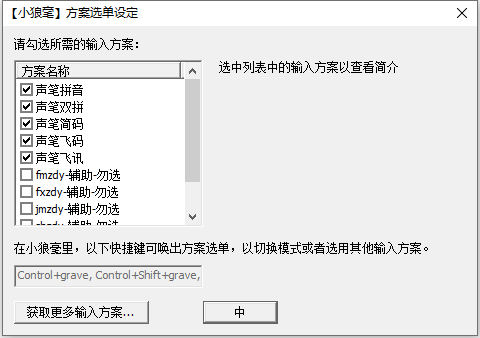 【小狼毫】方案选单设定
请勾选所需的输入方案:
方案名称
选中列表中的输入方案以查看简介
声笔拼音
声笔双拼
声笔简码
声笔飞码
声笔飞讯
fmzdy-辅助-勿选
fxzdy-辅助-勿选
jmzdy-辅助-勿选
在小狼毫里，以下快捷键可唤出方案选单，以切换模式或者选用其他输入方案。
Control+grave, Control+Shift+grave,
获取更多输入方案...
中